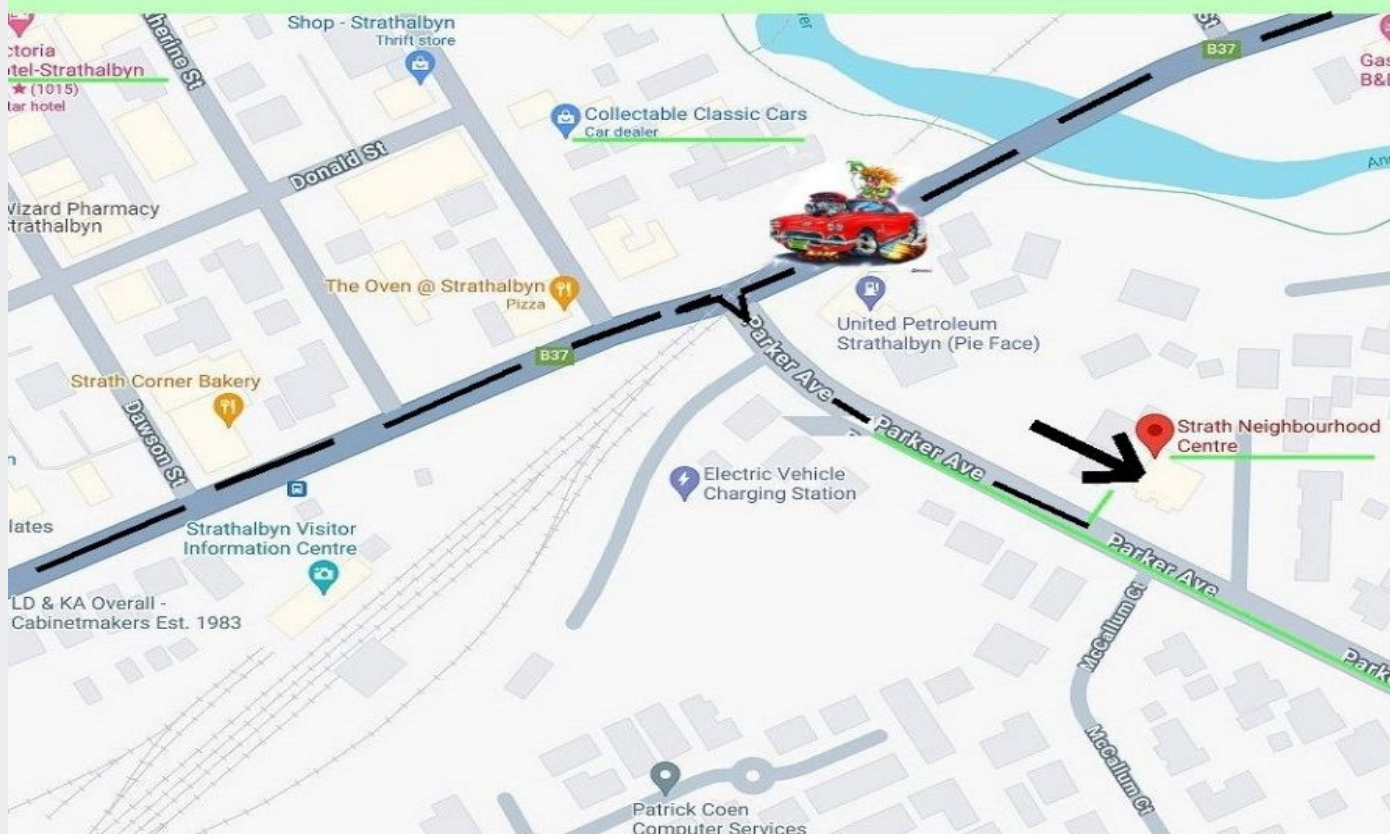 Shop - Strathalbyn
Thrift store
ctoria
tel-Strathalbyn
(1015)
tar hotel
herine St
St
B37
Gas
B&B
Collectable Classic Cars
Car dealer
Donald St
Wizard Pharmacy
trathalbyn
The Oven @ Strathalbyn
Pizza
United Petroleum
Strathalbyn (Pie Face)
B37
Parker Ave
Strath Corner Bakery
Dawson St
Parker Ave
Strath Neighbourhood
Centre
Electric Vehicle
Charging Station
lates
Strathalbyn Visitor
Information Centre
Parker Ave
LD & KA Overall -
Cabinetmakers Est. 1983
McCallum Ct
Parke
McCallum Ct
Patrick Coen
Computer Services